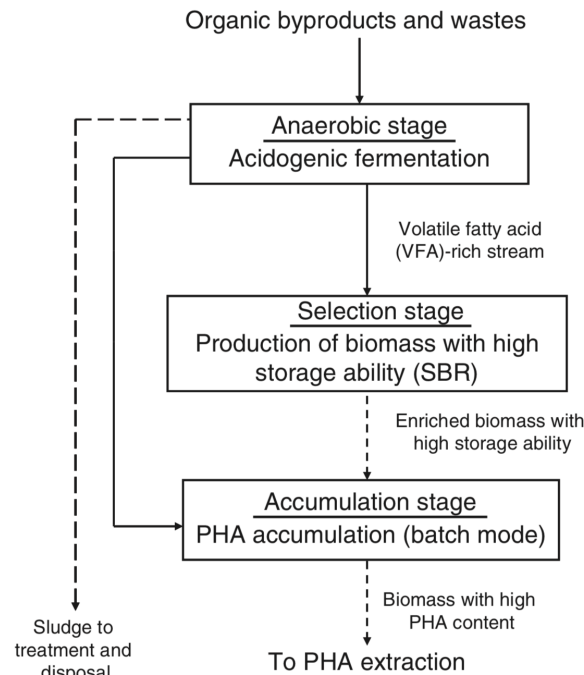 Organic byproducts and wastes
Anaerobic stage
Acidogenic fermentation
Volatile fatty acid
(VFA)-rich stream
Selection stage
Production of biomass with high
storage ability (SBR)
Enriched biomass with
high storage ability
Accumulation stage
PHA accumulation (batch mode)
Biomass with high
PHA content
Sludge to
treatment and
disposal
To PHA extraction